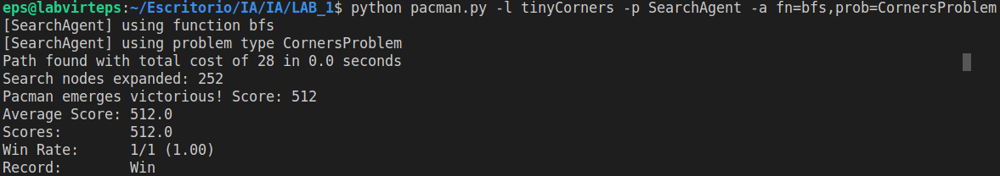 eps@labvirteps:~/Escritorio/IA/IA/LAB_1$ python pacman.py -l tinyCorners -p SearchAgent -a fn=bfs,prob=CornersProblem
[SearchAgent] using function bfs
[SearchAgent] using problem type CornersProblem
Path found with total cost of 28 in 0.0 seconds
Search nodes expanded: 252
Pacman emerges victorious! Score: 512
Average Score: 512.0
Scores:        512.0
Win Rate:      1/1 (1.00)
Record:        Win